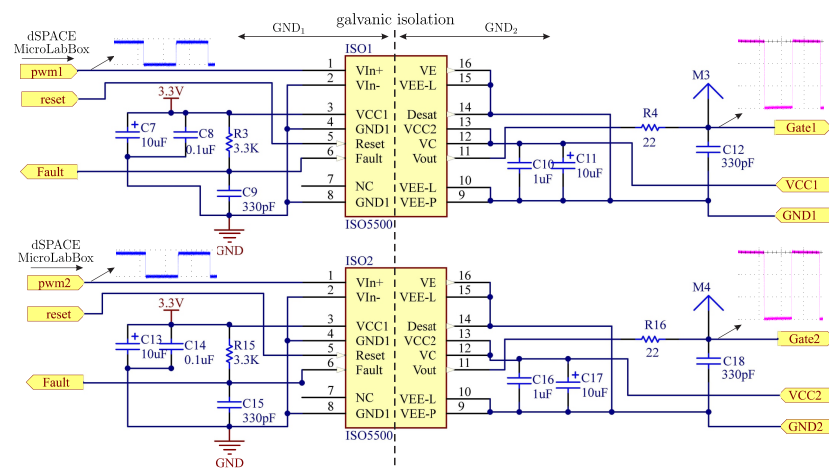 galvanic isolation
dSPACE
MicroLabBox
GND₁
GND₂
pwm1
reset
Fault
3.3V
C7
10uF
C8
0.1uF
R3
3.3K
C9
330pF
GND
ISO1
1 VIn+ VE 16
2 VIn- VEE-L 15
3 VCC1 Desat 14
4 GND1 VCC2 13
5 Reset VC 12
6 Fault Vout 11
7 NC VEE-L 10
8 GND1 VEE-P 9
ISO5500
C10
1uF
C11
10uF
R4
22
M3
C12
330pF
Gate1
VCC1
GND1
dSPACE
MicroLabBox
pwm2
reset
Fault
3.3V
C13
10uF
C14
0.1uF
R15
3.3K
C15
330pF
GND
ISO2
1 VIn+ VE 16
2 VIn- VEE-L 15
3 VCC1 Desat 14
4 GND1 VCC2 13
5 Reset VC 12
6 Fault Vout 11
7 NC VEE-L 10
8 GND1 VEE-P 9
ISO5500
C16
1uF
C17
10uF
R16
22
M4
C18
330pF
Gate2
VCC2
GND2